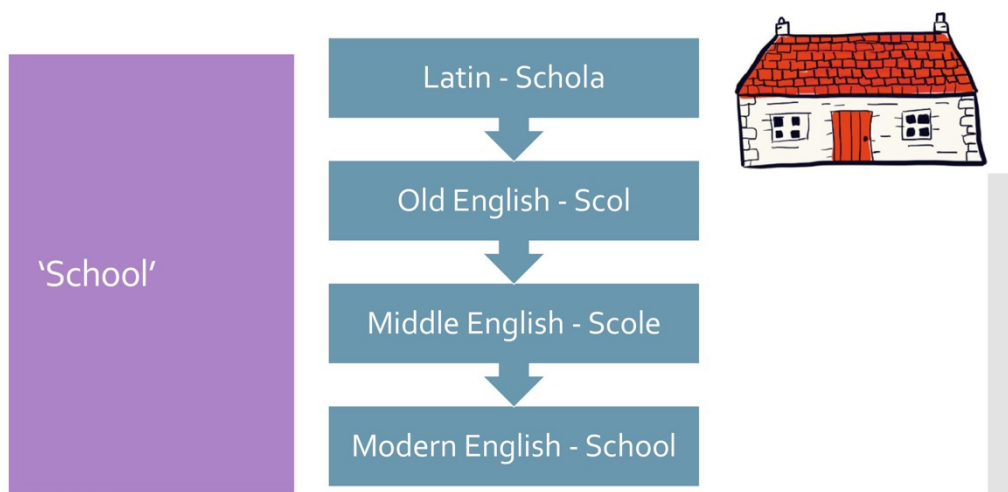 ‘School’
Latin - Schola
Old English - Scol
Middle English - Scole
Modern English - School